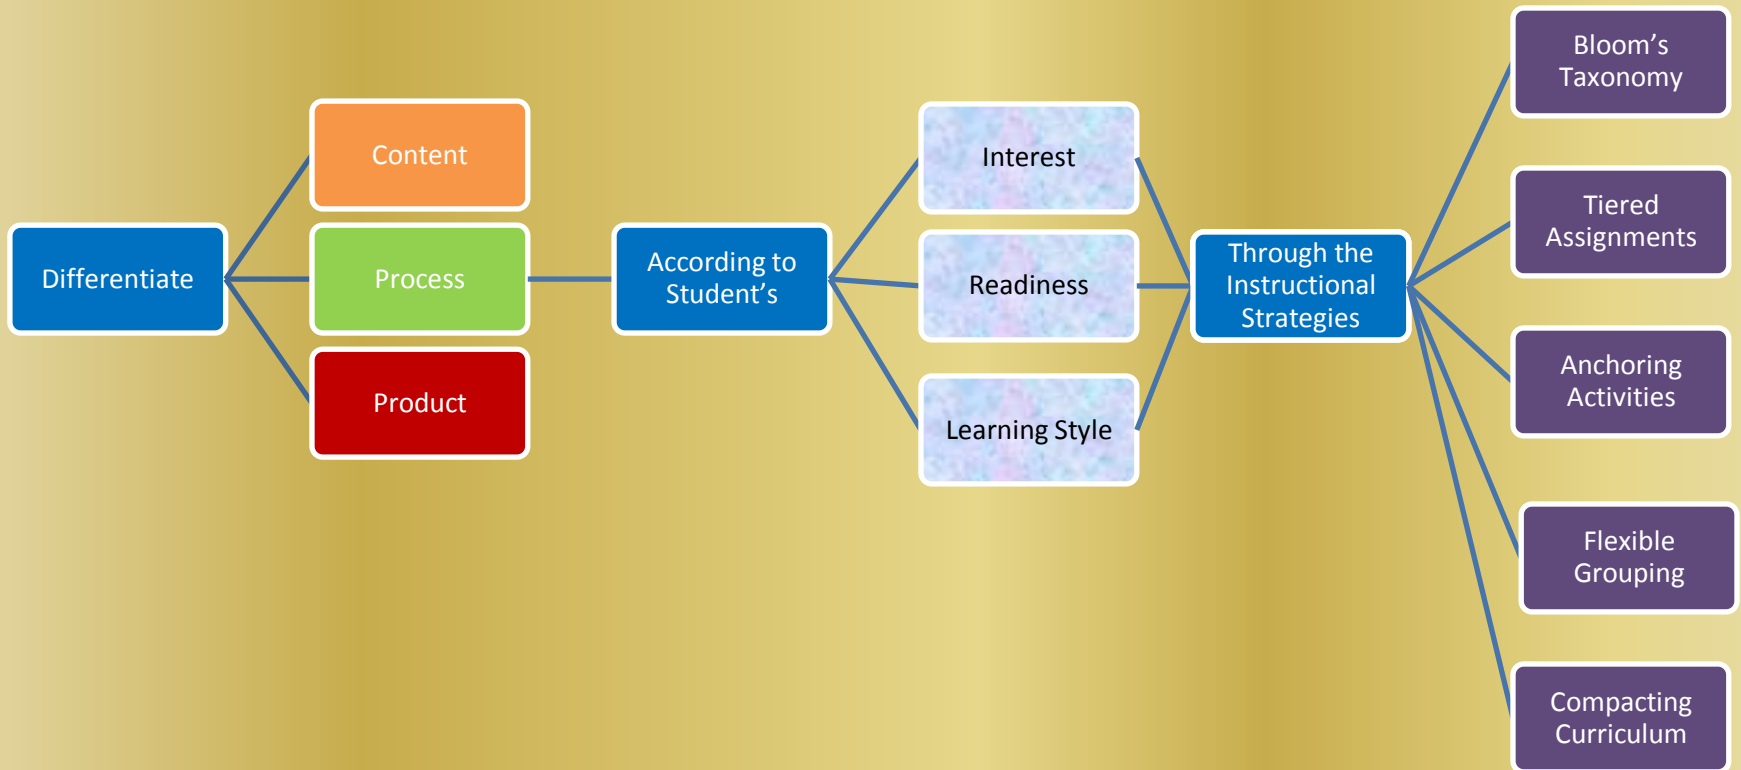 Differentiate
Content
Process
Product
According to
Student’s
Interest
Readiness
Learning Style
Through the
Instructional
Strategies
Bloom’s
Taxonomy
Tiered
Assignments
Anchoring
Activities
Flexible
Grouping
Compacting
Curriculum